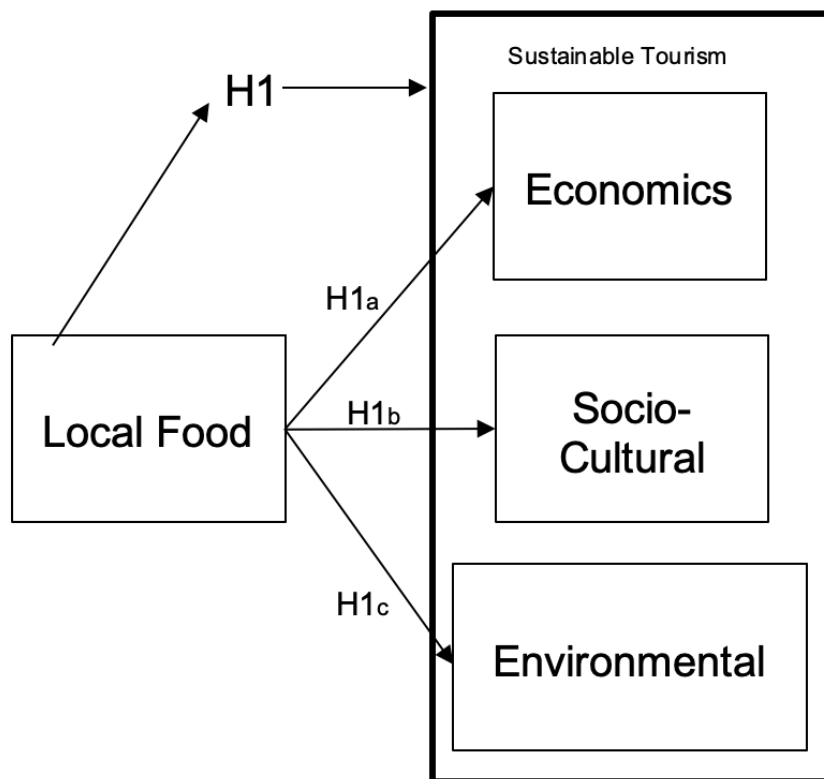 Sustainable Tourism
H1
Economics
H1a
Local Food
H1b
Socio-
Cultural
H1c
Environmental